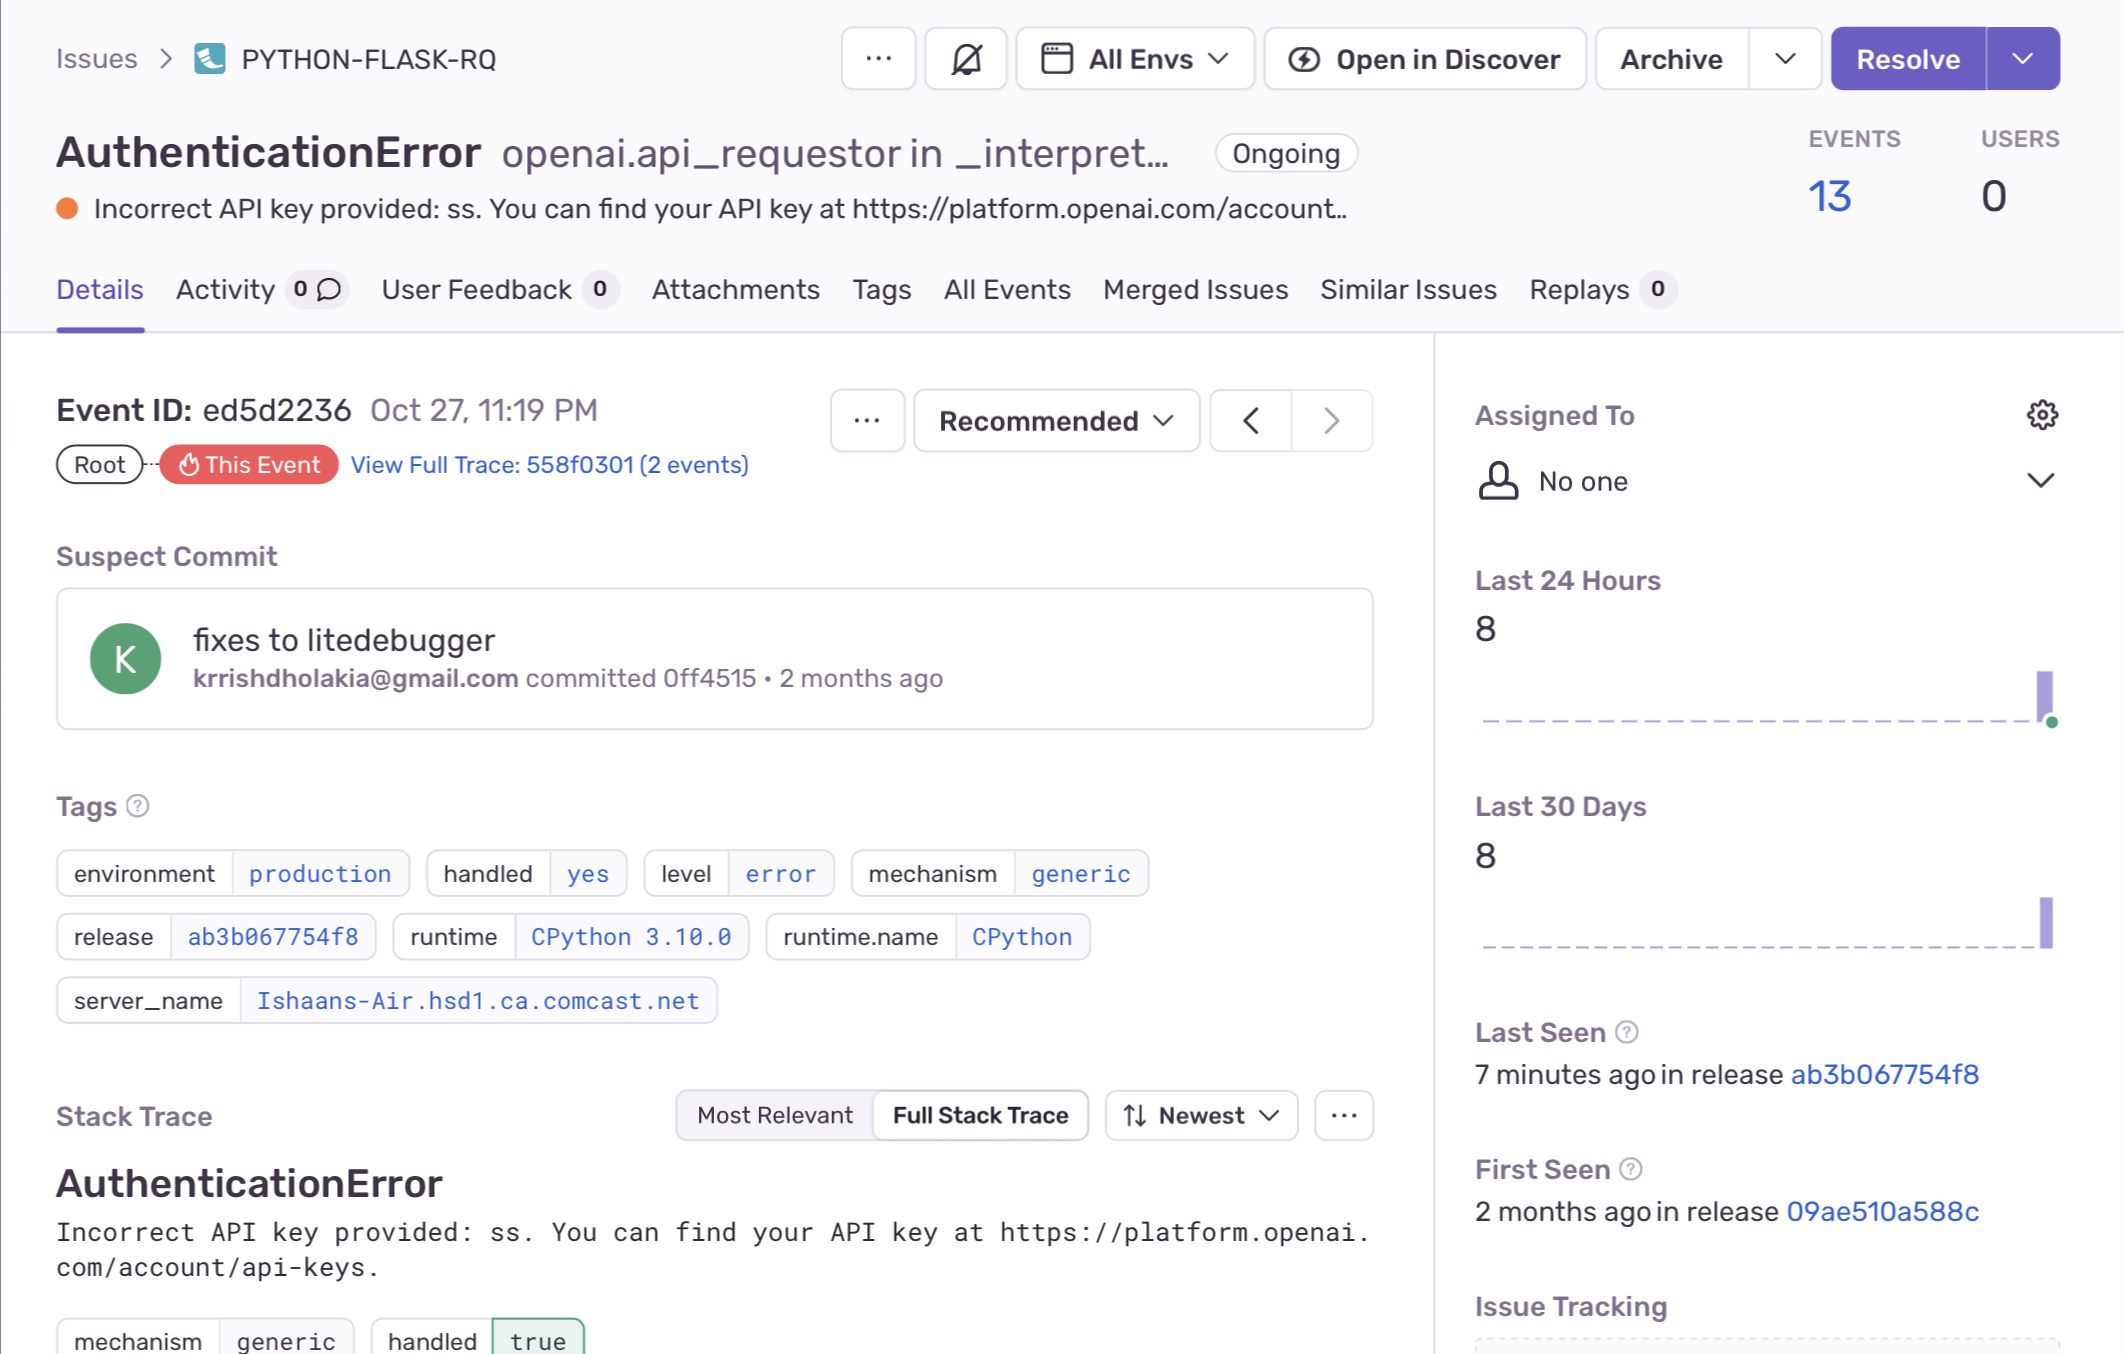 Issues > PYTHON-FLASK-RQ
... All Envs Open in Discover Archive Resolve
AuthenticationError openai.api_requestor in _interpret... Ongoing
EVENTS USERS
13 0
Incorrect API key provided: ss. You can find your API key at https://platform.openai.com/account...
Details Activity 0 User Feedback 0 Attachments Tags All Events Merged Issues Similar Issues Replays 0
Event ID: ed5d2236 Oct 27, 11:19 PM
... Recommended < >
Root This Event View Full Trace: 558f0301 (2 events)
Suspect Commit
K
fixes to litedebugger
krrishdholakia@gmail.com committed 0ff4515 • 2 months ago
Tags ?
environment production handled yes level error mechanism generic
release ab3b067754f8 runtime CPython 3.10.0 runtime.name CPython
server_name Ishaans-Air.hsd1.ca.comcast.net
Stack Trace Most Relevant Full Stack Trace Newest ...
AuthenticationError
Incorrect API key provided: ss. You can find your API key at https://platform.openai.
com/account/api-keys.
mechanism generic handled true
Assigned To
No one
Last 24 Hours
8
Last 30 Days
8
Last Seen ?
7 minutes ago in release ab3b067754f8
First Seen ?
2 months ago in release 09ae510a588c
Issue Tracking